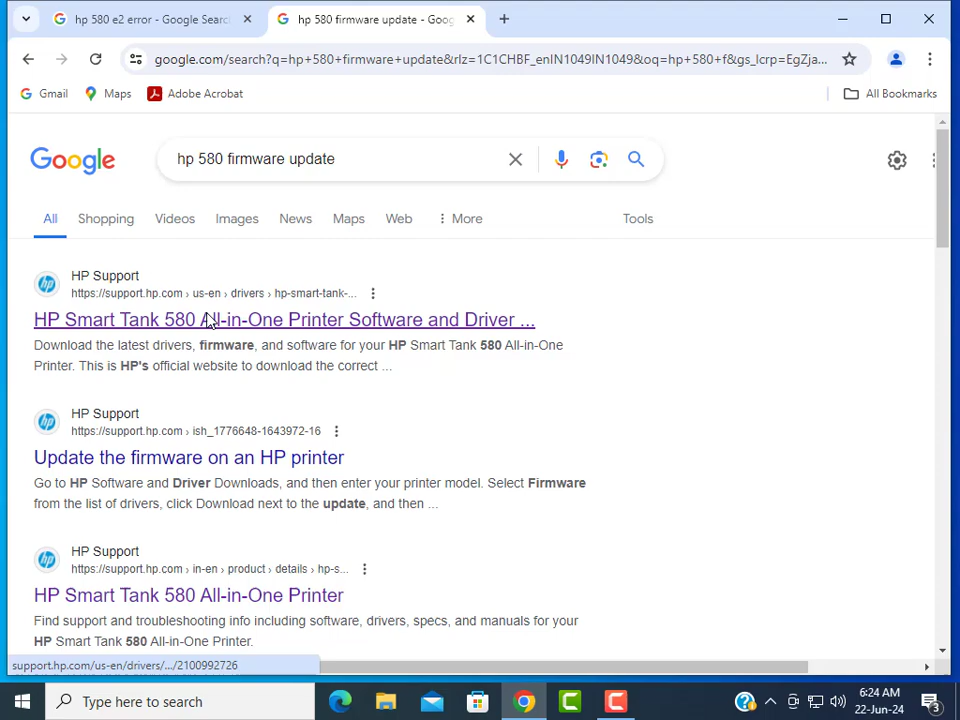 hp 580 e2 error - Google Searc
hp 580 firmware update - Goog
google.com/search?q=hp+580+firmware+update&rlz=1C1CHBF_enIN1049IN1049&oq=hp+580+f&gs_lcrp=EgZja...
Gmail Maps Adobe Acrobat All Bookmarks
Google hp 580 firmware update
All Shopping Videos Images News Maps Web More Tools
HP Support
https://support.hp.com › us-en › drivers › hp-smart-tank-...
HP Smart Tank 580 All-in-One Printer Software and Driver ...
Download the latest drivers, firmware, and software for your HP Smart Tank 580 All-in-One
Printer. This is HP's official website to download the correct ...
HP Support
https://support.hp.com › ish_1776648-1643972-16
Update the firmware on an HP printer
Go to HP Software and Driver Downloads, and then enter your printer model. Select Firmware
from the list of drivers, click Download next to the update, and then ...
HP Support
https://support.hp.com › in-en › product › details › hp-s...
HP Smart Tank 580 All-in-One Printer
Find support and troubleshooting info including software, drivers, specs, and manuals for your
HP Smart Tank 580 All-in-One Printer.
support.hp.com/us-en/drivers/.../2100992726
Type here to search
6:24 AM
22-Jun-24
3